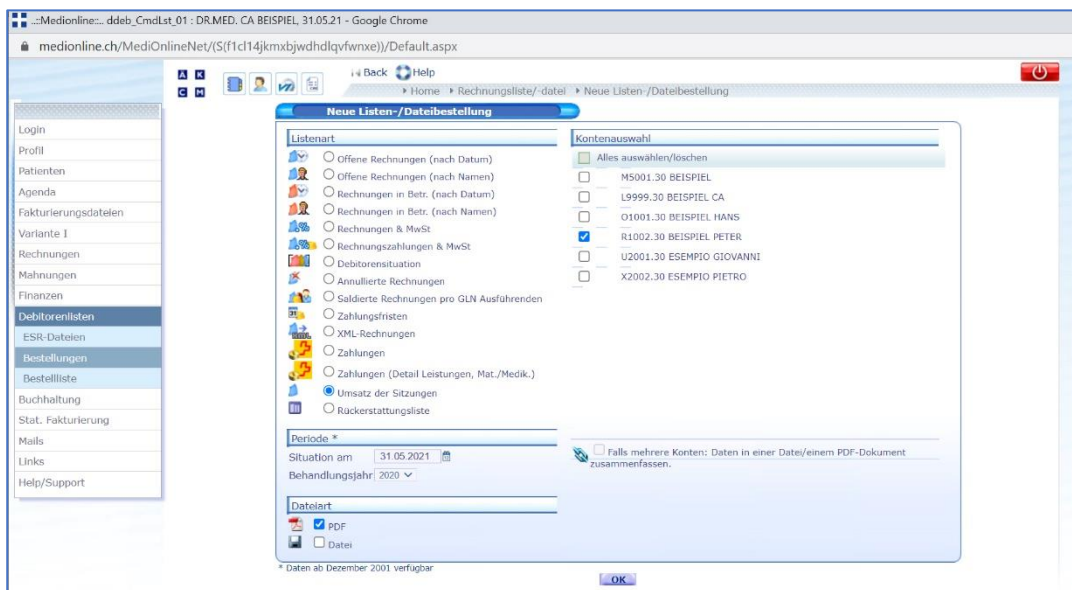 ..::Medionline::.. ddeb_CmdLst_01 : DR.MED. CA BEISPIEL, 31.05.21 - Google Chrome
medionline.ch/MediOnlineNet/(S(f1cl14jkmxbjwdhdlqvfwnxe))/Default.aspx
A K
C M
Back Help
Home Rechnungsliste/-datei Neue Listen-/Dateibestellung
Neue Listen-/Dateibestellung
Login
Profil
Patienten
Agenda
Fakturierungsdateien
Variante I
Rechnungen
Mahnungen
Finanzen
Debitorenlisten
ESR-Dateien
Bestellungen
Bestellliste
Buchhaltung
Stat. Fakturierung
Mails
Links
Help/Support
Listenart
Offene Rechnungen (nach Datum)
Offene Rechnungen (nach Namen)
Rechnungen in Betr. (nach Datum)
Rechnungen in Betr. (nach Namen)
Rechnungen & MwSt
Rechnungszahlungen & MwSt
Debitorensituation
Annullierte Rechnungen
Saldierte Rechnungen pro GLN Ausführenden
Zahlungsfristen
XML-Rechnungen
Zahlungen
Zahlungen (Detail Leistungen, Mat./Medik.)
Umsatz der Sitzungen
Rückerstattungsliste
Kontenauswahl
Alles auswählen/löschen
M5001.30 BEISPIEL
L9999.30 BEISPIEL CA
O1001.30 BEISPIEL HANS
R1002.30 BEISPIEL PETER
U2001.30 ESEMPIO GIOVANNI
X2002.30 ESEMPIO PIETRO
Periode *
Situation am 31.05.2021
Behandlungsjahr 2020
Falls mehrere Konten: Daten in einer Datei/einem PDF-Dokument
zusammenfassen.
Dateiart
PDF
Datei
* Daten ab Dezember 2001 verfügbar
OK